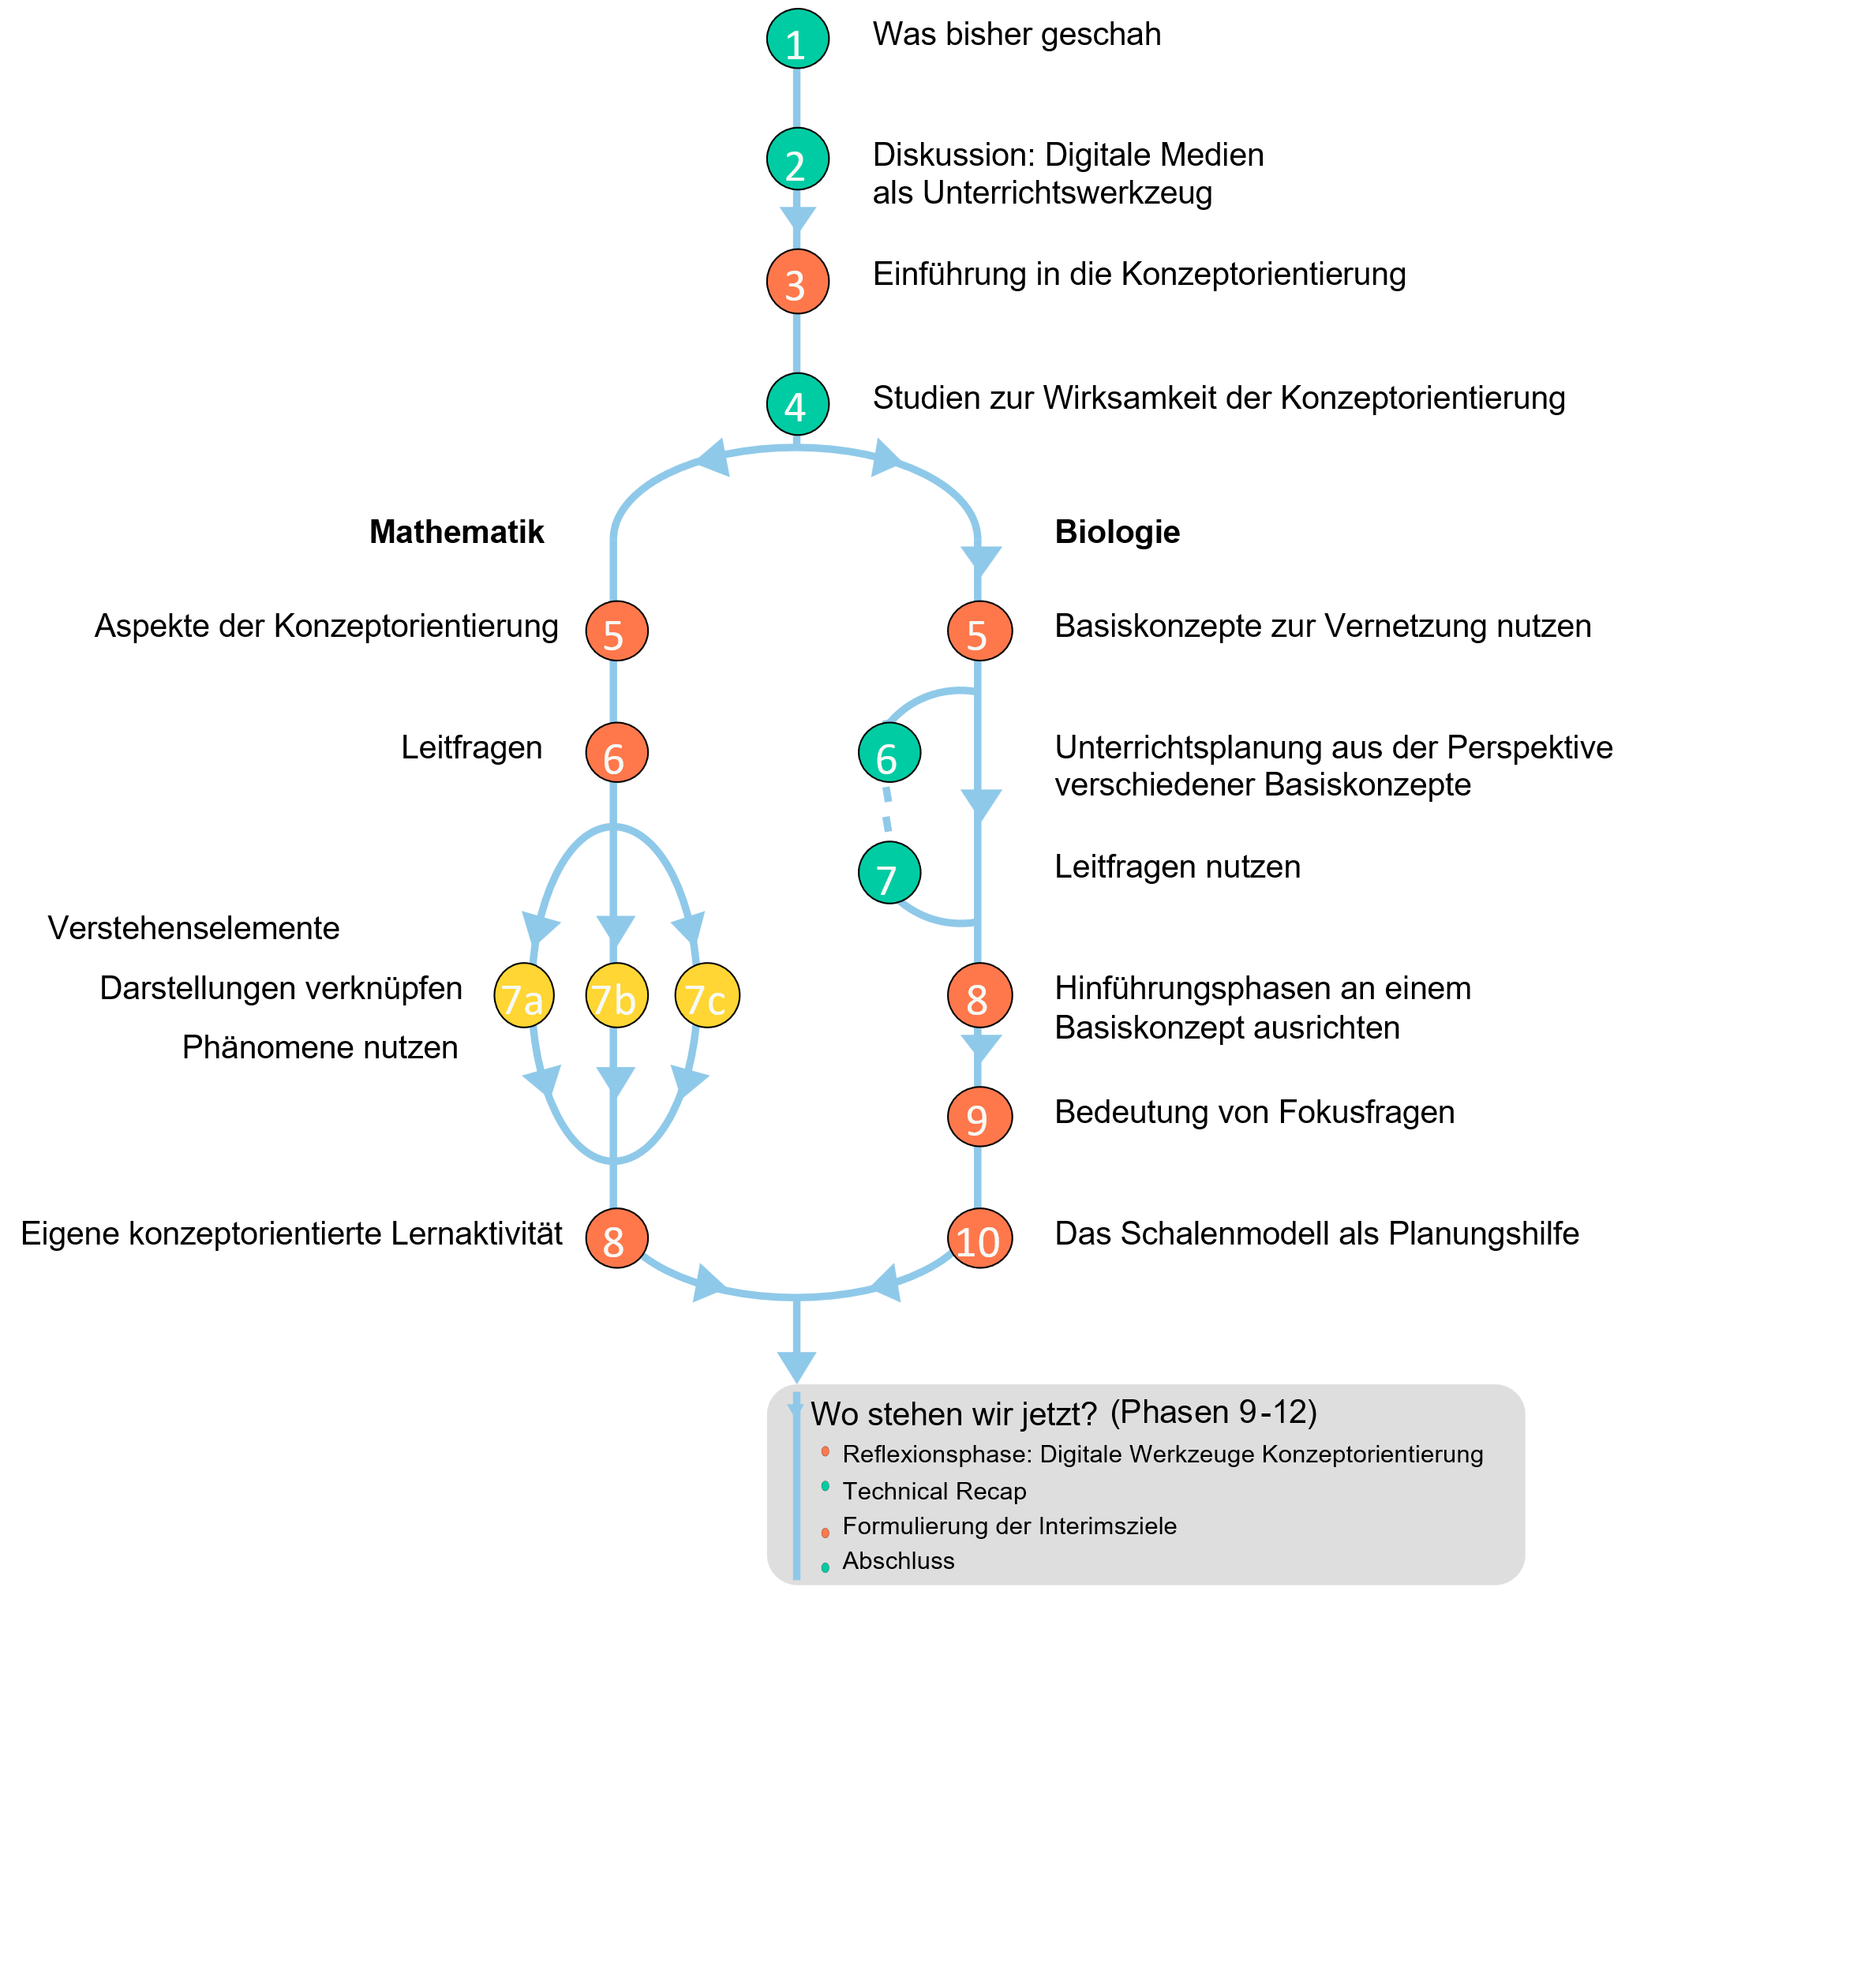 1 Was bisher geschah
2 Diskussion: Digitale Medien
als Unterrichtswerkzeug
3 Einführung in die Konzeptorientierung
4 Studien zur Wirksamkeit der Konzeptorientierung
Mathematik
Aspekte der Konzeptorientierung 5
Leitfragen 6
Verstehenselemente
Darstellungen verknüpfen
Phänomene nutzen
7a 7b 7c
Eigene konzeptorientierte Lernaktivität 8
Biologie
5 Basiskonzepte zur Vernetzung nutzen
6 Unterrichtsplanung aus der Perspektive
verschiedener Basiskonzepte
7 Leitfragen nutzen
8 Hinführungsphasen an einem
Basiskonzept ausrichten
9 Bedeutung von Fokusfragen
10 Das Schalenmodell als Planungshilfe
Wo stehen wir jetzt? (Phasen 9-12)
Reflexionsphase: Digitale Werkzeuge Konzeptorientierung
Technical Recap
Formulierung der Interimsziele
Abschluss